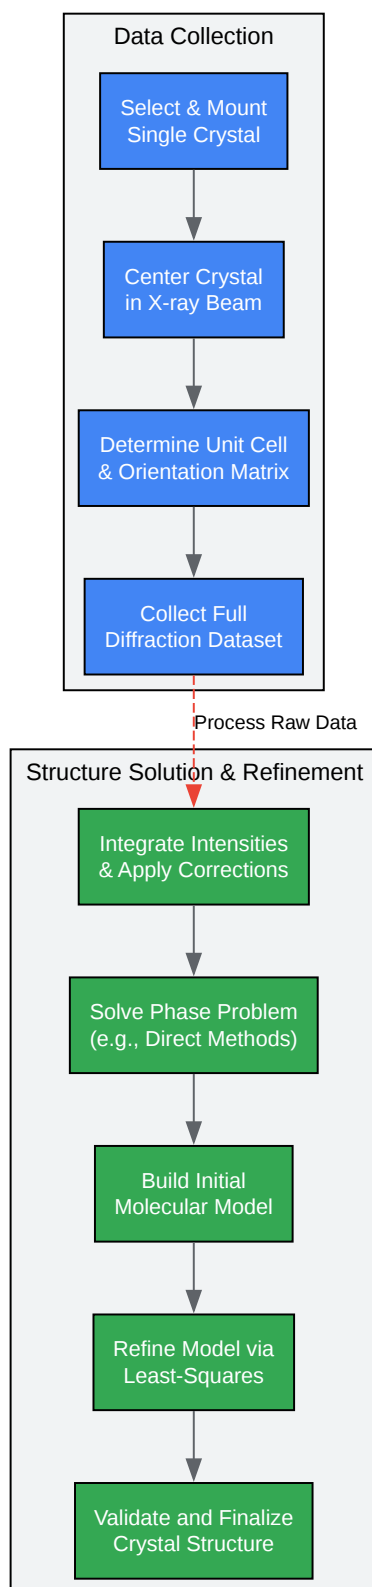 Data Collection
Select & Mount
Single Crystal
Center Crystal
in X-ray Beam
Determine Unit Cell
& Orientation Matrix
Collect Full
Diffraction Dataset
Process Raw Data
Structure Solution & Refinement
Integrate Intensities
& Apply Corrections
Solve Phase Problem
(e.g., Direct Methods)
Build Initial
Molecular Model
Refine Model via
Least-Squares
Validate and Finalize
Crystal Structure